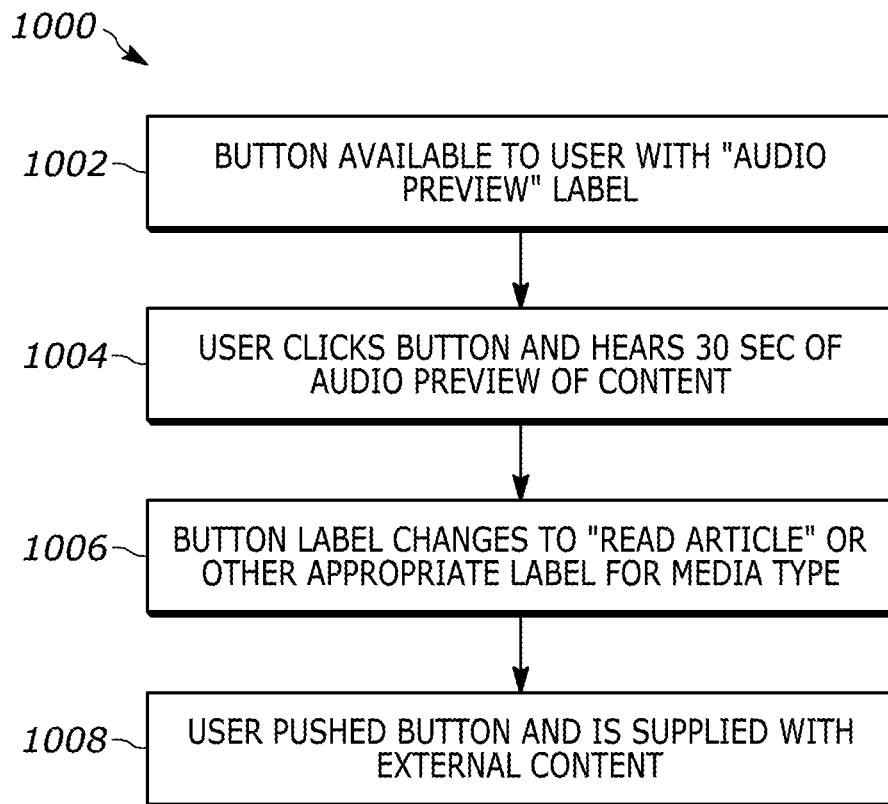 1000
1002
BUTTON AVAILABLE TO USER WITH "AUDIO
PREVIEW" LABEL
1004
USER CLICKS BUTTON AND HEARS 30 SEC OF
AUDIO PREVIEW OF CONTENT
1006
BUTTON LABEL CHANGES TO "READ ARTICLE" OR
OTHER APPROPRIATE LABEL FOR MEDIA TYPE
1008
USER PUSHED BUTTON AND IS SUPPLIED WITH
EXTERNAL CONTENT